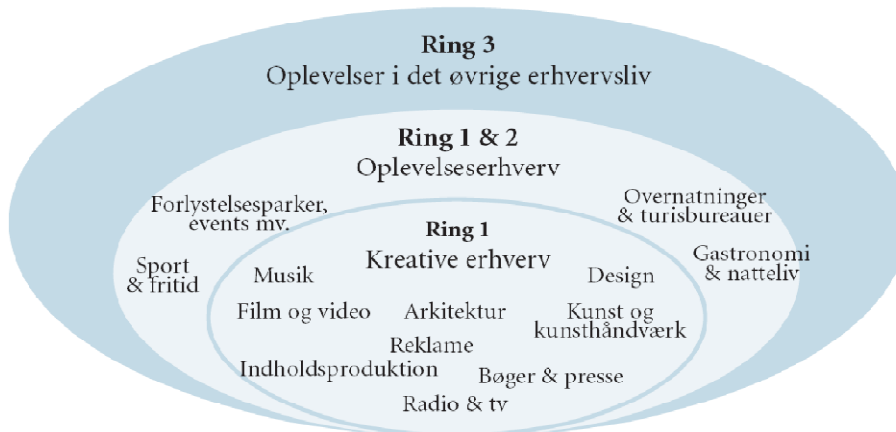 Ring 3
Oplevelser i det øvrige erhvervsliv
Ring 1 & 2
Oplevelseserhverv
Forlystelsesparker,
events mv.
Overnatninger
& turisbureauer
Sport
& fritid
Gastronomi
& natteliv
Ring 1
Kreative erhverv
Musik
Design
Film og video
Arkitektur
Kunst og
kunsthåndværk
Reklame
Indholdsproduktion
Bøger & presse
Radio & tv